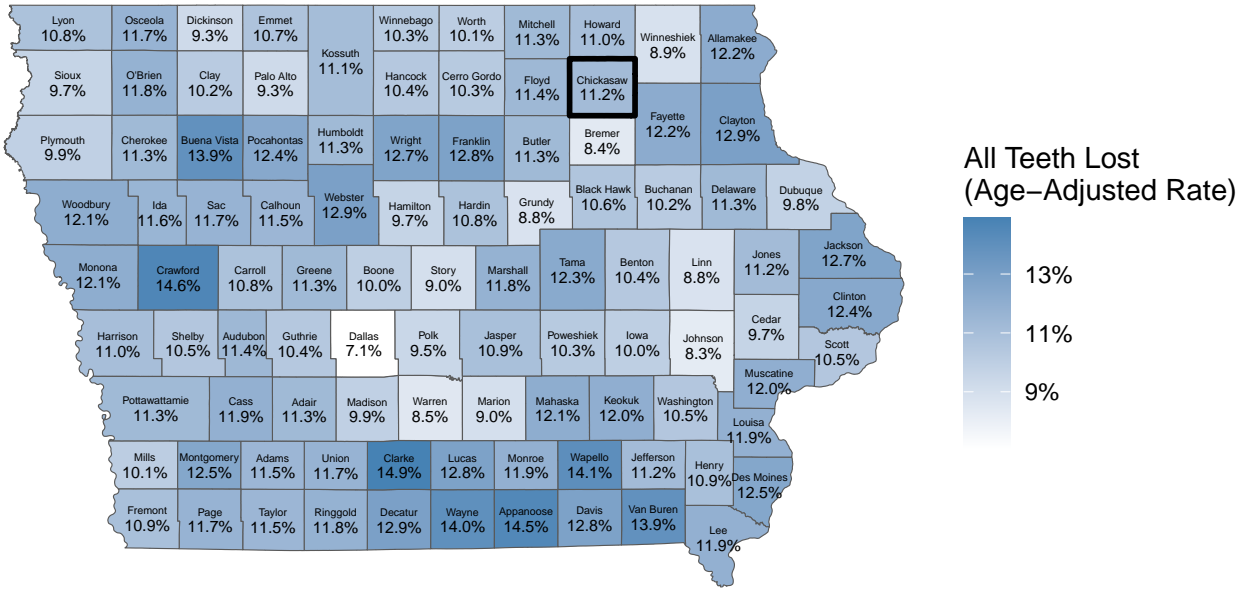 Lyon
10.8%
Osceola
11.7%
Dickinson
9.3%
Emmet
10.7%
Kossuth
11.1%
Winnebago
10.3%
Worth
10.1%
Mitchell
11.3%
Howard
11.0%
Winneshiek
8.9%
Allamakee
12.2%
Sioux
9.7%
O'Brien
11.8%
Clay
10.2%
Palo Alto
9.3%
Hancock
10.4%
Cerro Gordo
10.3%
Floyd
11.4%
Chickasaw
11.2%
Fayette
12.2%
Clayton
12.9%
Plymouth
9.9%
Cherokee
11.3%
Buena Vista
13.9%
Pocahontas
12.4%
Humboldt
11.3%
Wright
12.7%
Franklin
12.8%
Butler
11.3%
Bremer
8.4%
Woodbury
12.1%
Ida
11.6%
Sac
11.7%
Calhoun
11.5%
Webster
12.9%
Hamilton
9.7%
Hardin
10.8%
Grundy
8.8%
Black Hawk
10.6%
Buchanan
10.2%
Delaware
11.3%
Dubuque
9.8%
Monona
12.1%
Crawford
14.6%
Carroll
10.8%
Greene
11.3%
Boone
10.0%
Story
9.0%
Marshall
11.8%
Tama
12.3%
Benton
10.4%
Linn
8.8%
Jones
11.2%
Jackson
12.7%
Clinton
12.4%
Harrison
11.0%
Shelby
10.5%
Audubon
11.4%
Guthrie
10.4%
Dallas
7.1%
Polk
9.5%
Jasper
10.9%
Poweshiek
10.3%
Iowa
10.0%
Johnson
8.3%
Cedar
9.7%
Scott
10.5%
Muscatine
12.0%
Pottawattamie
11.3%
Cass
11.9%
Adair
11.3%
Madison
9.9%
Warren
8.5%
Marion
9.0%
Mahaska
12.1%
Keokuk
12.0%
Washington
10.5%
Louisa
11.9%
Mills
10.1%
Montgomery
12.5%
Adams
11.5%
Union
11.7%
Clarke
14.9%
Lucas
12.8%
Monroe
11.9%
Wapello
14.1%
Jefferson
11.2%
Henry
10.9%
Des Moines
12.5%
Fremont
10.9%
Page
11.7%
Taylor
11.5%
Ringgold
11.8%
Decatur
12.9%
Wayne
14.0%
Appanoose
14.5%
Davis
12.8%
Van Buren
13.9%
Lee
11.9%
All Teeth Lost
(Age−Adjusted Rate)
13%
11%
9%